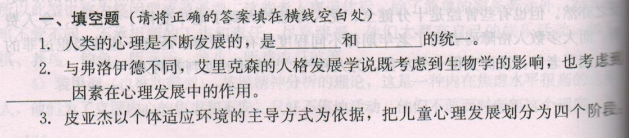 一、填空题（请将正确的答案填在横线空白处）
1. 人类的心理是不断发展的，是________和________的统一。
2. 与弗洛伊德不同，艾里克森的人格发展学说既考虑到生物学的影响，也考虑到
________因素在心理发展中的作用。
3. 皮亚杰以个体适应环境的主导方式为依据，把儿童心理发展划分为四个阶段